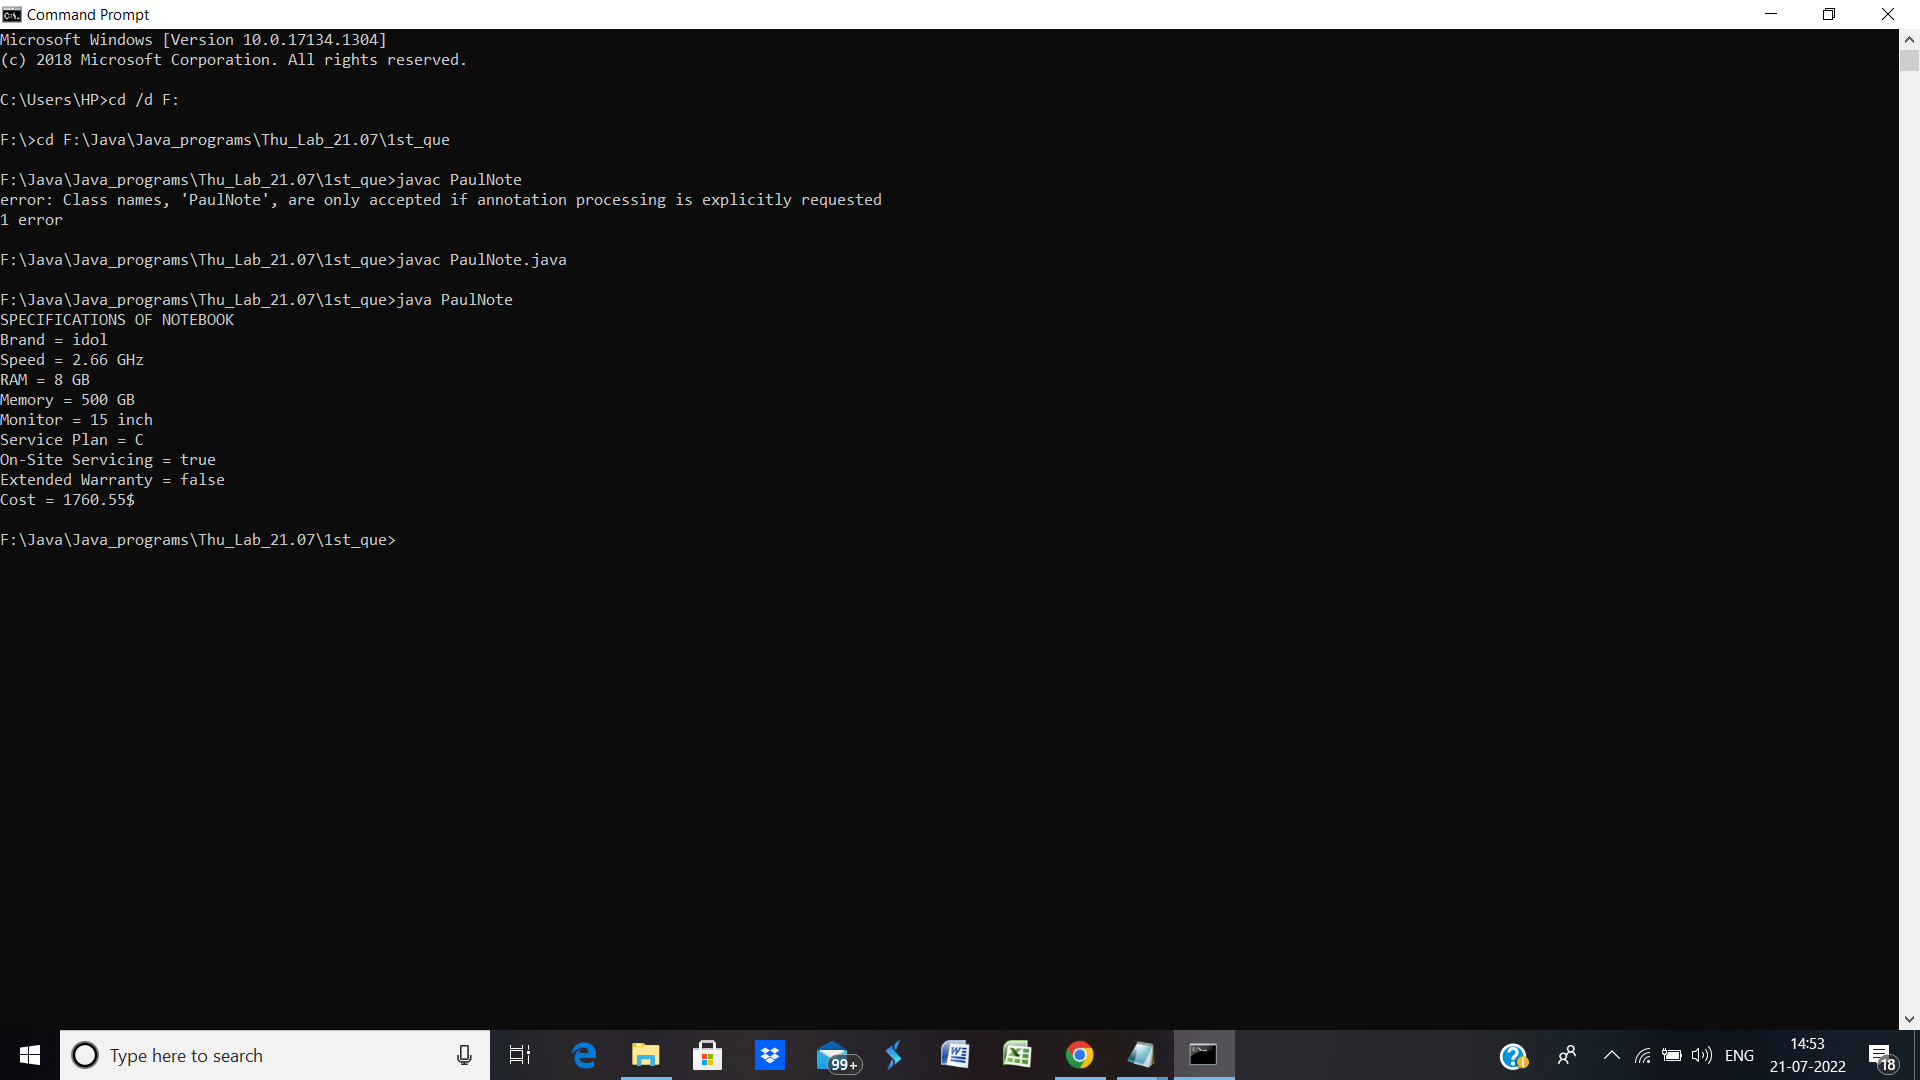 Command Prompt
Microsoft Windows [Version 10.0.17134.1304]
(c) 2018 Microsoft Corporation. All rights reserved.
C:\Users\HP>cd /d F:
F:\>cd F:\Java\Java_programs\Thu_Lab_21.07\1st_que
F:\Java\Java_programs\Thu_Lab_21.07\1st_que>javac PaulNote
error: Class names, 'PaulNote', are only accepted if annotation processing is explicitly requested
1 error
F:\Java\Java_programs\Thu_Lab_21.07\1st_que>javac PaulNote.java
F:\Java\Java_programs\Thu_Lab_21.07\1st_que>java PaulNote
SPECIFICATIONS OF NOTEBOOK
Brand = idol
Speed = 2.66 GHz
RAM = 8 GB
Memory = 500 GB
Monitor = 15 inch
Service Plan = C
On-Site Servicing = true
Extended Warranty = false
Cost = 1760.55$
F:\Java\Java_programs\Thu_Lab_21.07\1st_que>
Type here to search
99+
ENG
14:53
21-07-2022
18